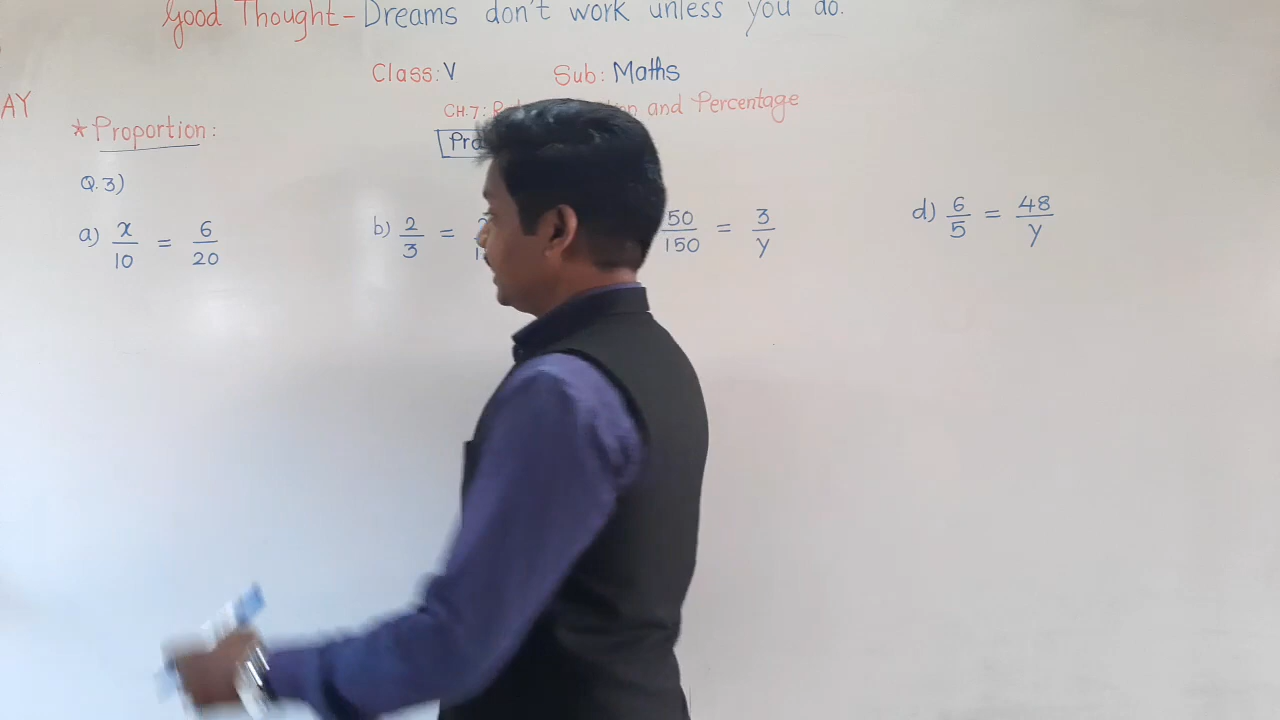 Good Thought - Dreams don't work unless you do.
Class: V Sub: Maths
AY
CH.7: and Percentage
* Proportion:
Q.3)
a) x/10 = 6/20 b) 2/3 = 50/150 = 3/y d) 6/5 = 48/y